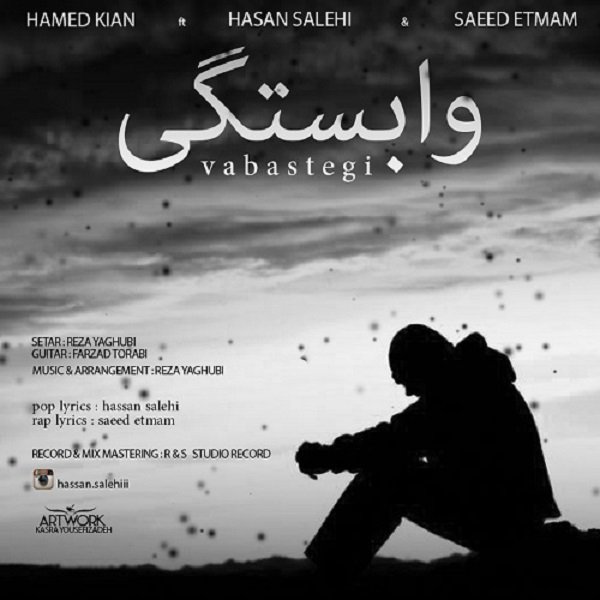 HAMED KIAN ft HASAN SALEHI & SAEED ETMAM
وابستگی
vabastegi
SETAR : REZA YAGHUBI
GUITAR : FARZAD TORABI
MUSIC & ARRANGEMENT : REZA YAGHUBI
pop lyrics : hassan salehi
rap lyrics : saeed etmam
RECORD & MIX MASTERING : R & S STUDIO RECORD
hassan.salehiii
ARTWORK
KASRA YOUSEFIZADEH